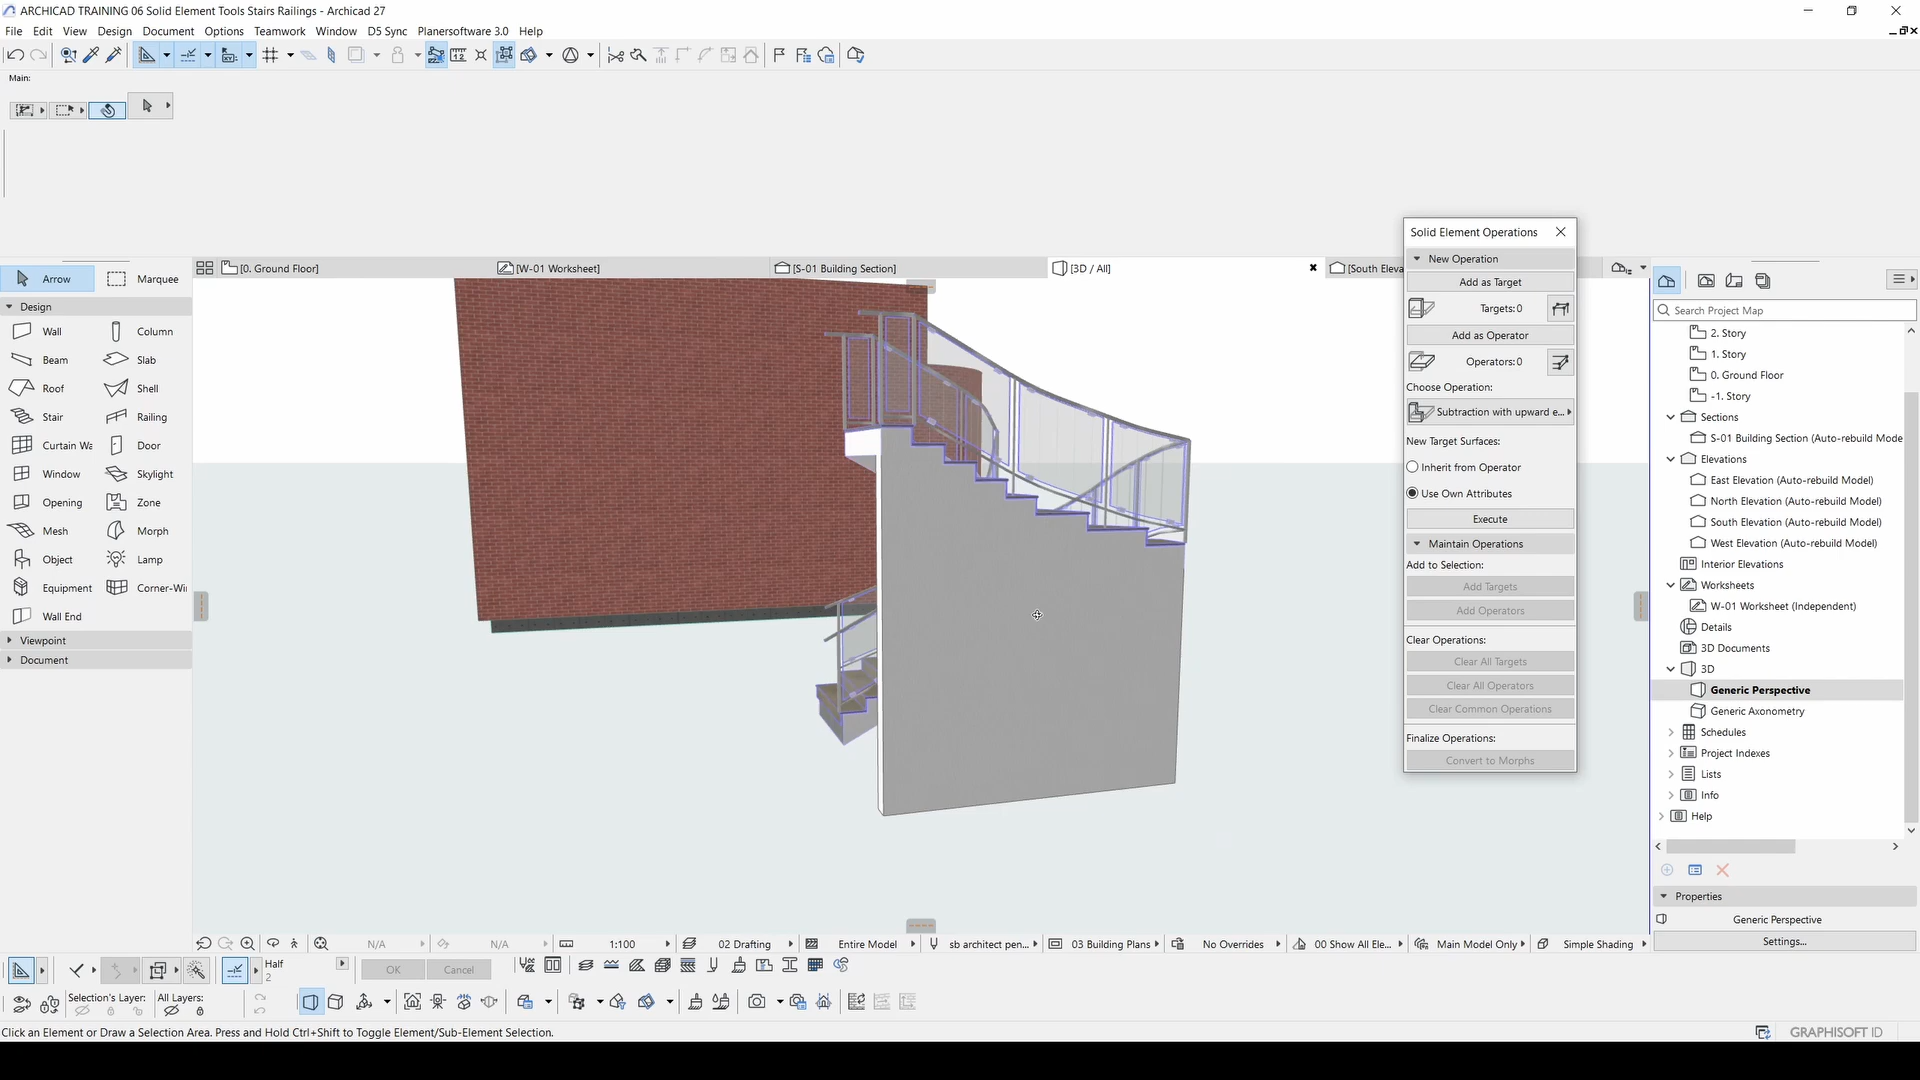 ARCHICAD TRAINING 06 Solid Element Tools Stairs Railings - Archicad 27
File Edit View Design Document Options Teamwork Window D5 Sync Planersoftware 3.0 Help
Main:
[0. Ground Floor]
[W-01 Worksheet]
[S-01 Building Section]
[3D / All]
[South Eleva
Arrow
Marquee
Design
Wall
Column
Beam
Slab
Roof
Shell
Stair
Railing
Curtain Wa
Door
Window
Skylight
Opening
Zone
Mesh
Morph
Object
Lamp
Equipment
Corner-Wi
Wall End
Viewpoint
Document
Solid Element Operations
New Operation
Add as Target
Targets: 0
Add as Operator
Operators: 0
Choose Operation:
Subtraction with upward e...
New Target Surfaces:
Inherit from Operator
Use Own Attributes
Execute
Maintain Operations
Add to Selection:
Add Targets
Add Operators
Clear Operations:
Clear All Targets
Clear All Operators
Clear Common Operations
Finalize Operations:
Convert to Morphs
Search Project Map
2. Story
1. Story
0. Ground Floor
-1. Story
Sections
S-01 Building Section (Auto-rebuild Mode
Elevations
East Elevation (Auto-rebuild Model)
North Elevation (Auto-rebuild Model)
South Elevation (Auto-rebuild Model)
West Elevation (Auto-rebuild Model)
Interior Elevations
Worksheets
W-01 Worksheet (Independent)
Details
3D Documents
3D
Generic Perspective
Generic Axonometry
Schedules
Project Indexes
Lists
Info
Help
Properties
Generic Perspective
Settings...
N/A
N/A
1:100
02 Drafting
Entire Model
sb architect pen...
03 Building Plans
No Overrides
00 Show All Ele...
Main Model Only
Simple Shading
Half
2
OK
Cancel
Selection's Layer:
All Layers:
Click an Element or Draw a Selection Area. Press and Hold Ctrl+Shift to Toggle Element/Sub-Element Selection.
GRAPHISOFT ID